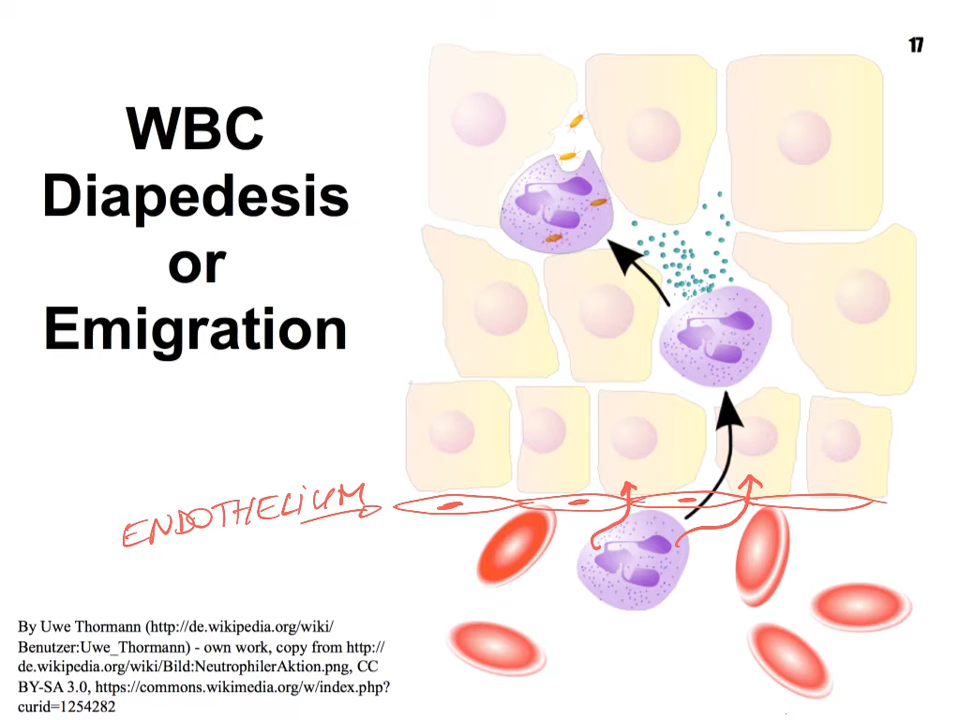 17
WBC
Diapedesis
or
Emigration
ENDOTHELIUM
By Uwe Thormann (http://de.wikipedia.org/wiki/
Benutzer:Uwe_Thormann) - own work, copy from http://
de.wikipedia.org/wiki/Bild:NeutrophilerAktion.png, CC
BY-SA 3.0, https://commons.wikimedia.org/w/index.php?
curid=1254282